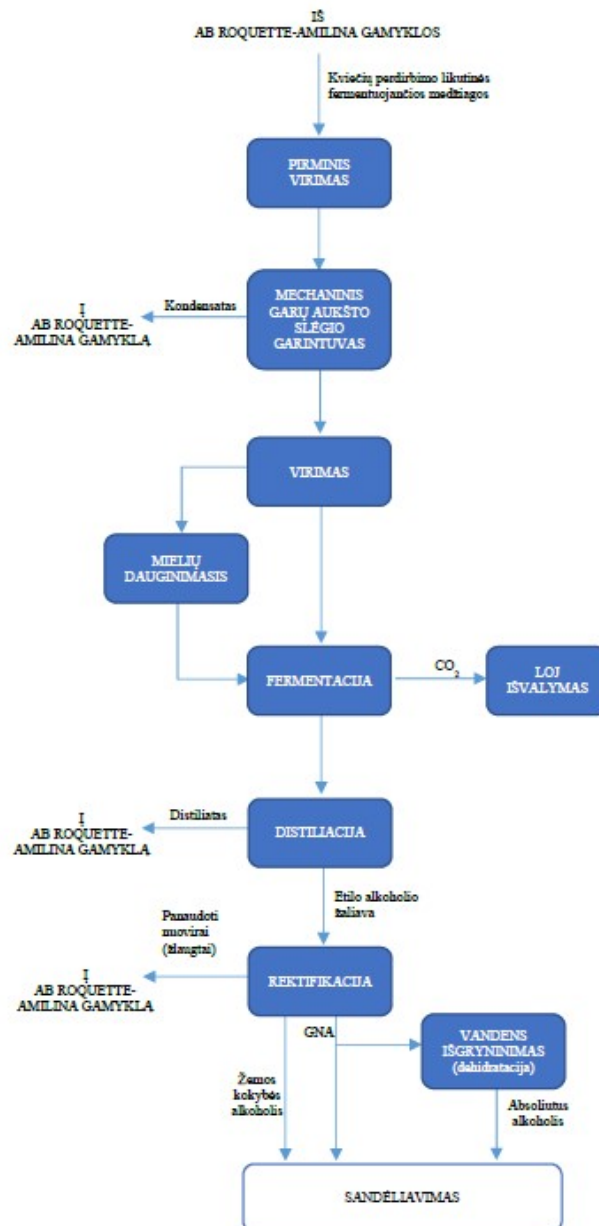 IŠ
AB ROQUETTE-AMILINA GAMYKLOS
Kviečių perdirbimo likutinės
fermentuojančios medžiagos
PIRMINIS
VIRIMAS
MECHANINIS
GARŲ AUKŠTO
SLĖGIO
GARINTUVAS
Kondensatas
Į
AB ROQUETTE-
AMILINA GAMYKLĄ
VIRIMAS
MIELIŲ
DAUGINIMASIS
FERMENTACIJA
CO2
LOJ
IŠVALYMAS
DISTILIACIJA
Distiliatas
Į
AB ROQUETTE-
AMILINA GAMYKLĄ
Etilo alkoholio
žaliava
Panaudoti
nuovirai
(žlaugtai)
Į
AB ROQUETTE-
AMILINA GAMYKLĄ
REKTIFIKACIJA
GNA
VANDENS
IŠGRYNINIMAS
(dehidratacija)
Žemos
kokybės
alkoholis
Absoliutus
alkoholis
SANDĖLIAVIMAS